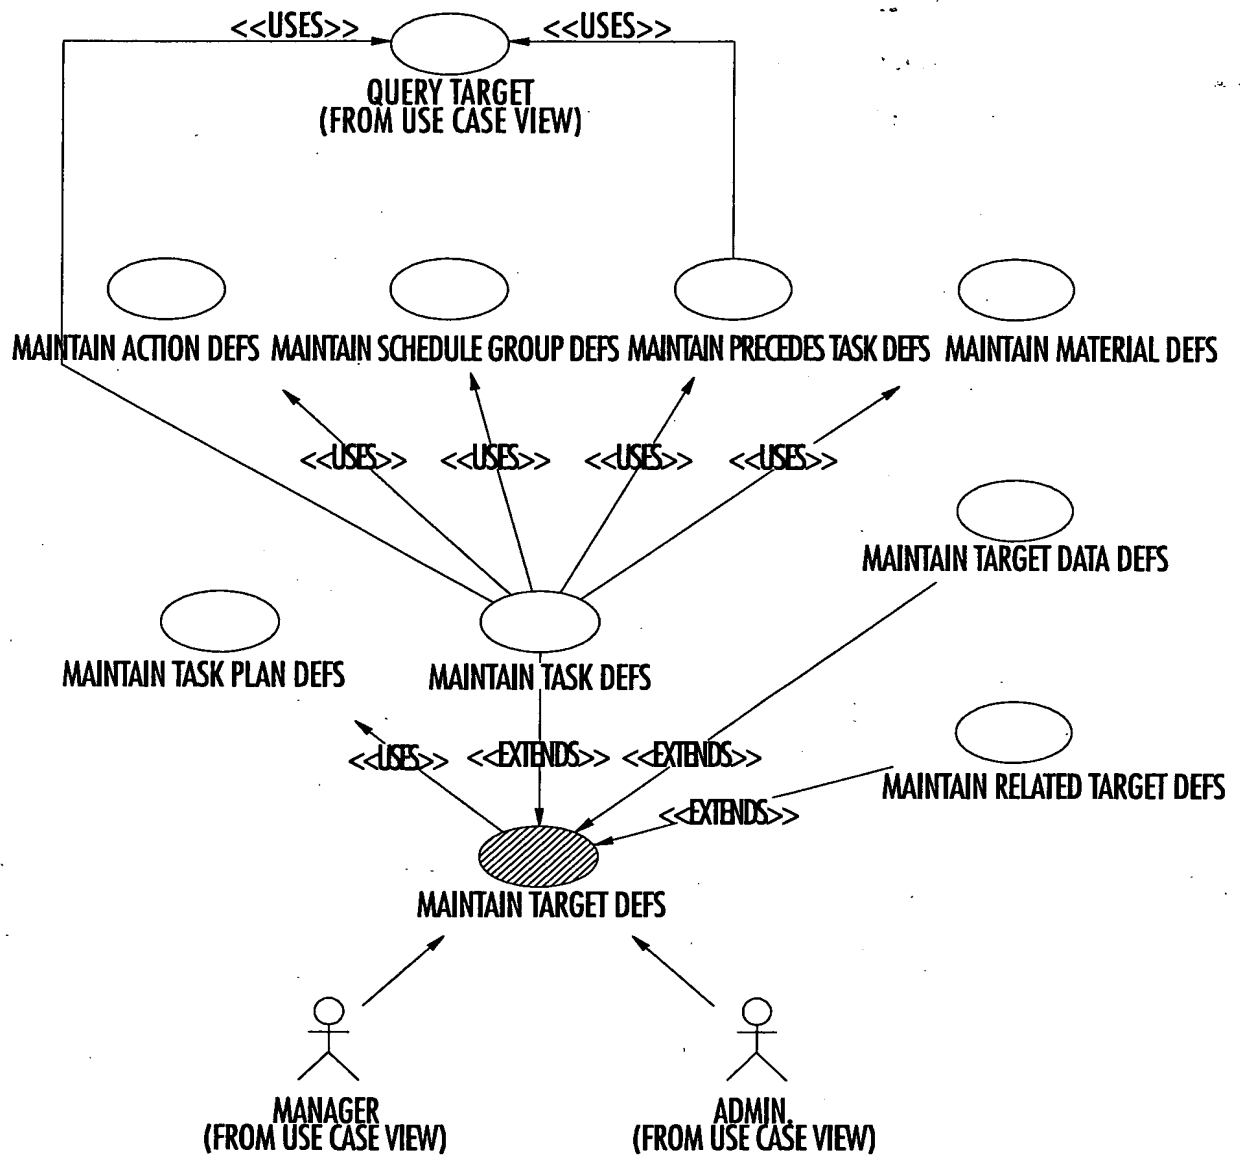 <<USES>> <<USES>>
QUERY TARGET
(FROM USE CASE VIEW)
MAINTAIN ACTION DEFS MAINTAIN SCHEDULE GROUP DEFS MAINTAIN PRECEDES TASK DEFS MAINTAIN MATERIAL DEFS
<<USES>> <<USES>> <<USES>> <<USES>>
MAINTAIN TARGET DATA DEFS
MAINTAIN TASK PLAN DEFS MAINTAIN TASK DEFS
<<USES>> <<EXTENDS>> <<EXTENDS>>
MAINTAIN RELATED TARGET DEFS
<<EXTENDS>>
MAINTAIN TARGET DEFS
MANAGER
(FROM USE CASE VIEW)
ADMIN.
(FROM USE CASE VIEW)